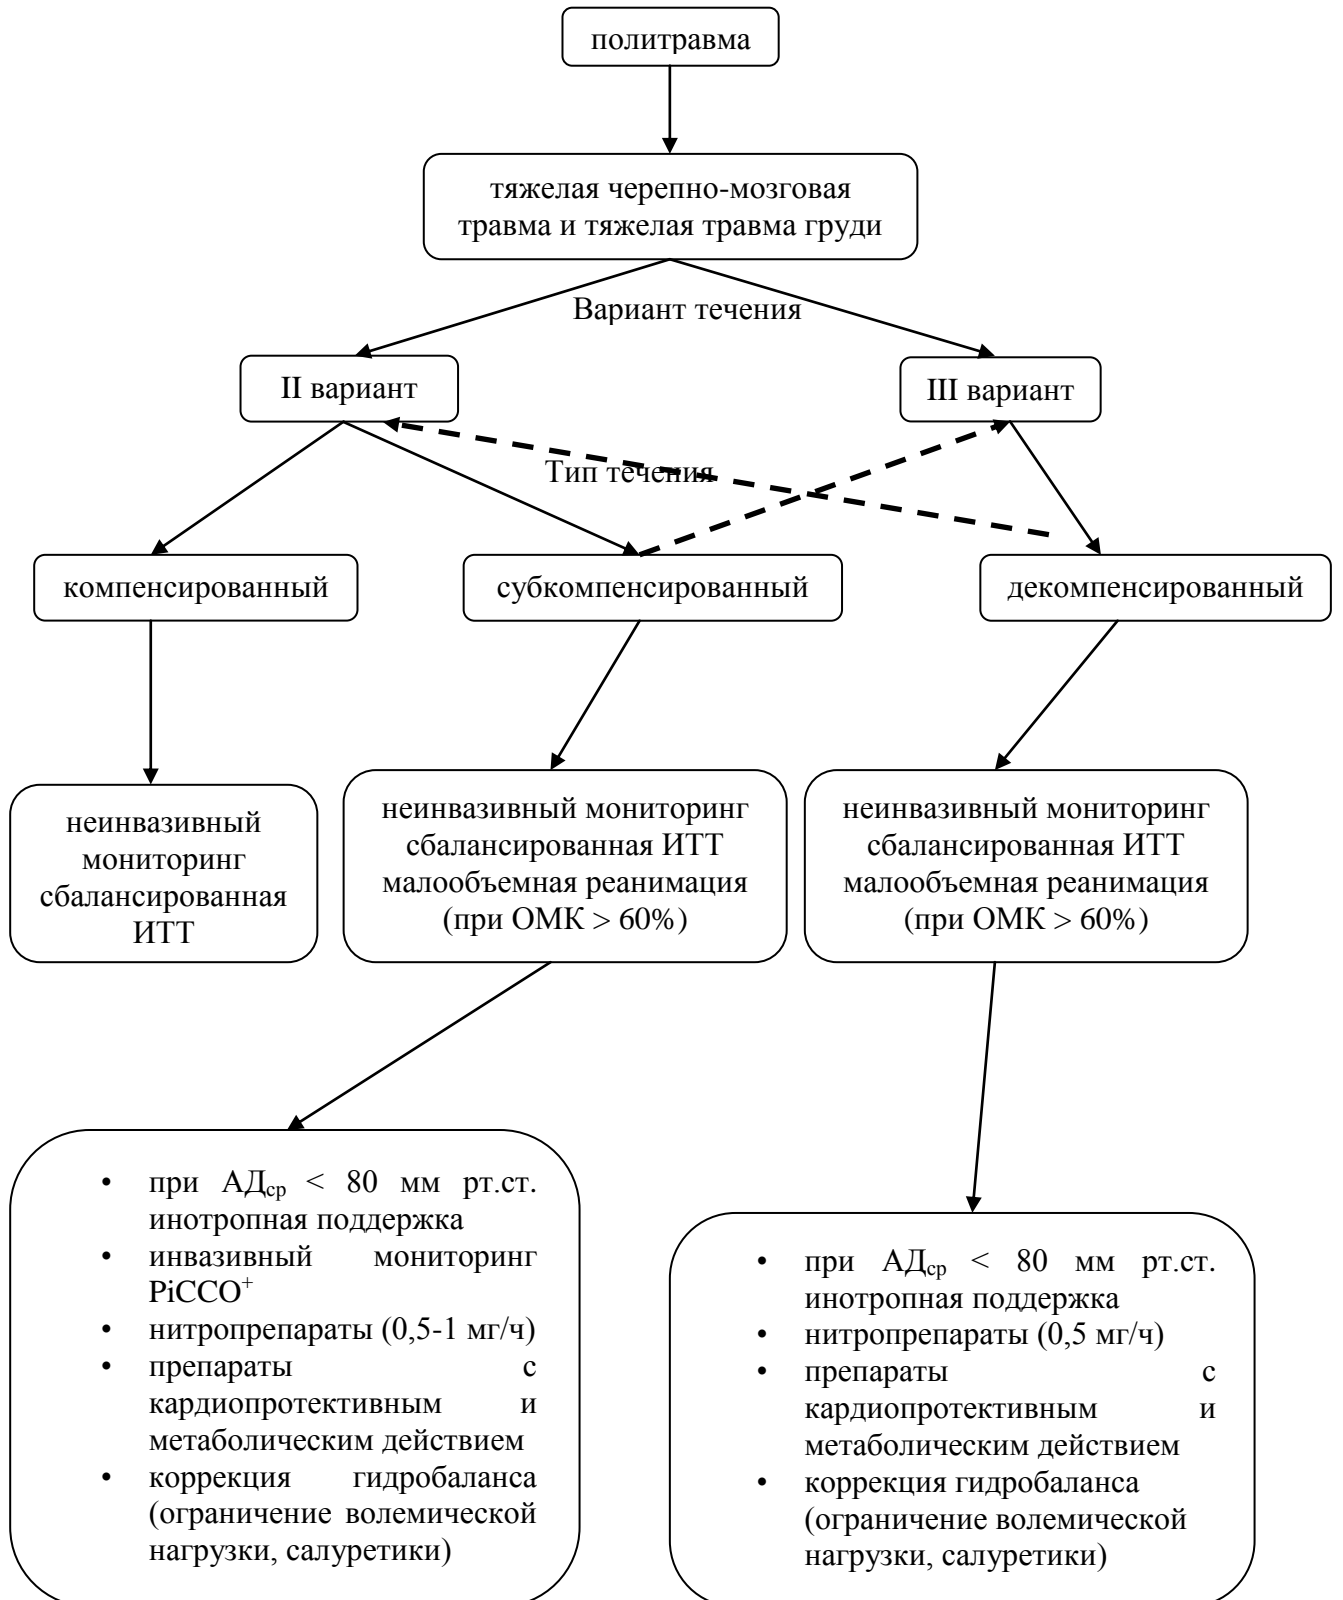 политравма
тяжелая черепно-мозговая
травма и тяжелая травма груди
Вариант течения
II вариант
III вариант
Тип течения
компенсированный
субкомпенсированный
декомпенсированный
неинвазивный
мониторинг
сбалансированная
ИТТ
неинвазивный мониторинг
сбалансированная ИТТ
малообъемная реанимация
(при ОМК > 60%)
неинвазивный мониторинг
сбалансированная ИТТ
малообъемная реанимация
(при ОМК > 60%)
• при АДср < 80 мм рт.ст.
инотропная поддержка
• инвазивный мониторинг
PiCCO+
• нитропрепараты (0,5-1 мг/ч)
• препараты с
кардиопротективным и
метаболическим действием
• коррекция гидробаланса
(ограничение волемической
нагрузки, салуретики)
• при АДср < 80 мм рт.ст.
инотропная поддержка
• нитропрепараты (0,5 мг/ч)
• препараты с
кардиопротективным и
метаболическим действием
• коррекция гидробаланса
(ограничение волемической
нагрузки, салуретики)